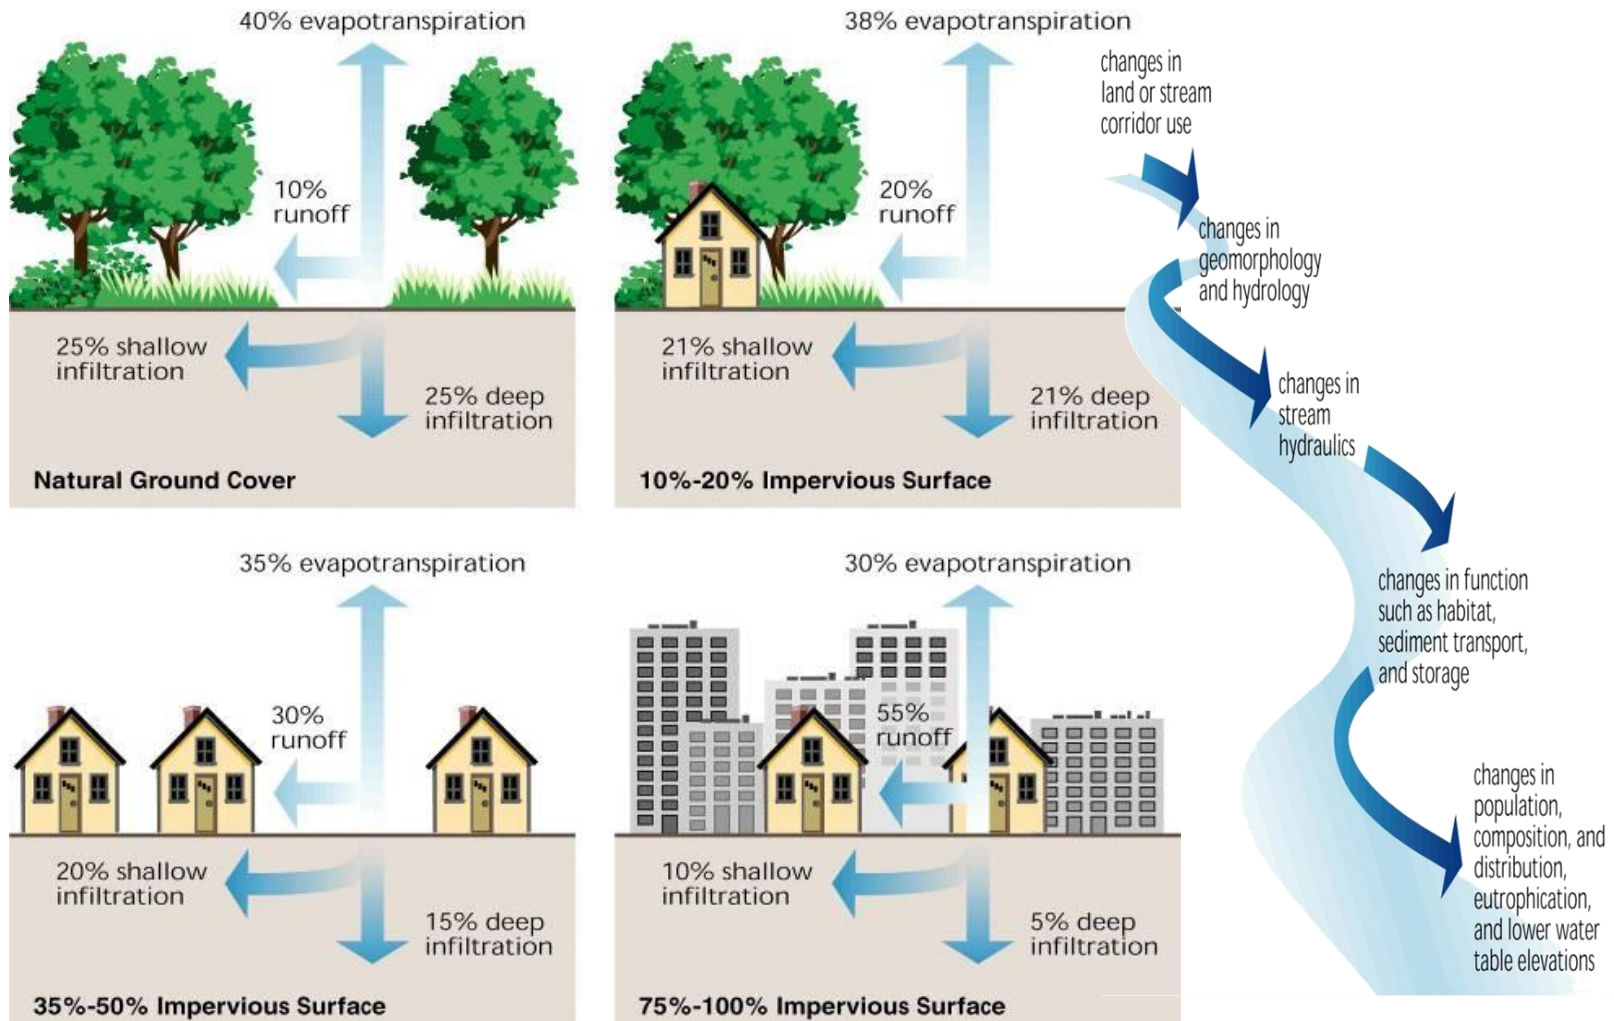 40% evapotranspiration
10%
runoff
25% shallow
infiltration
25% deep
infiltration
Natural Ground Cover
38% evapotranspiration
20%
runoff
21% shallow
infiltration
21% deep
infiltration
10%-20% Impervious Surface
35% evapotranspiration
30%
runoff
20% shallow
infiltration
15% deep
infiltration
35%-50% Impervious Surface
30% evapotranspiration
55%
runoff
10% shallow
infiltration
5% deep
infiltration
75%-100% Impervious Surface
changes in
land or stream
corridor use
changes in
geomorphology
and hydrology
changes in
stream
hydraulics
changes in function
such as habitat,
sediment transport,
and storage
changes in
population,
composition, and
distribution,
eutrophication,
and lower water
table elevations